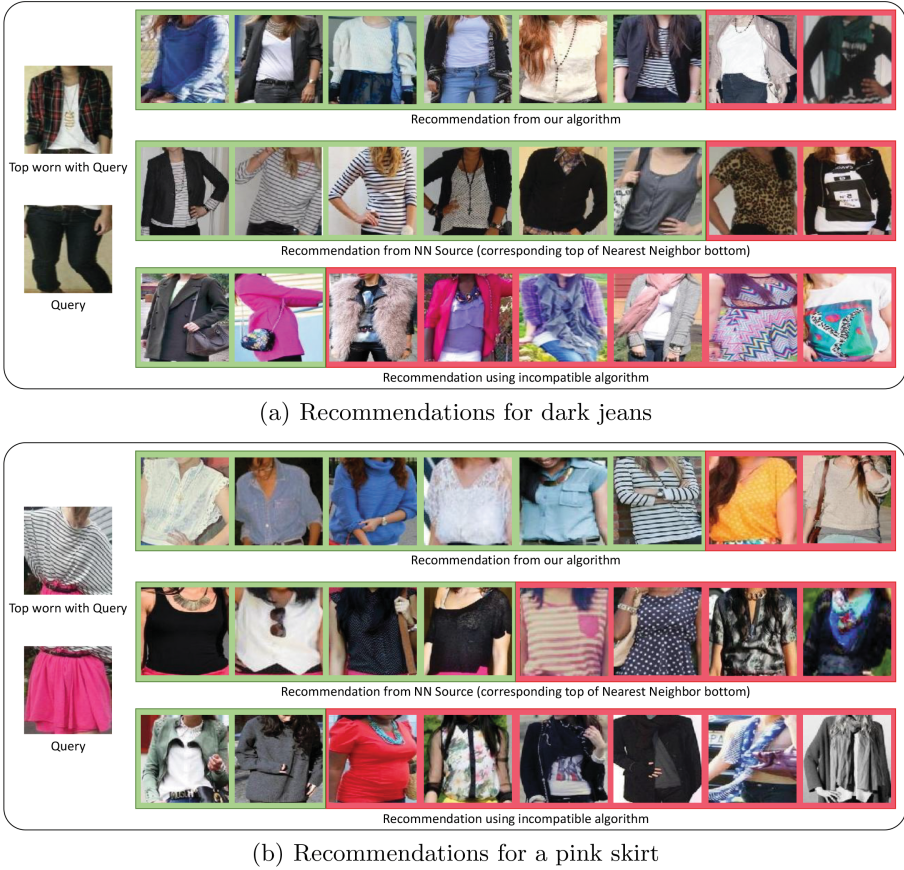 Recommendation from our algorithm
Top worn with Query
Recommendation from NN Source (corresponding top of Nearest Neighbor bottom)
Query
Recommendation using incompatible algorithm
(a) Recommendations for dark jeans
Recommendation from our algorithm
Top worn with Query
Recommendation from NN Source (corresponding top of Nearest Neighbor bottom)
Query
Recommendation using incompatible algorithm
(b) Recommendations for a pink skirt